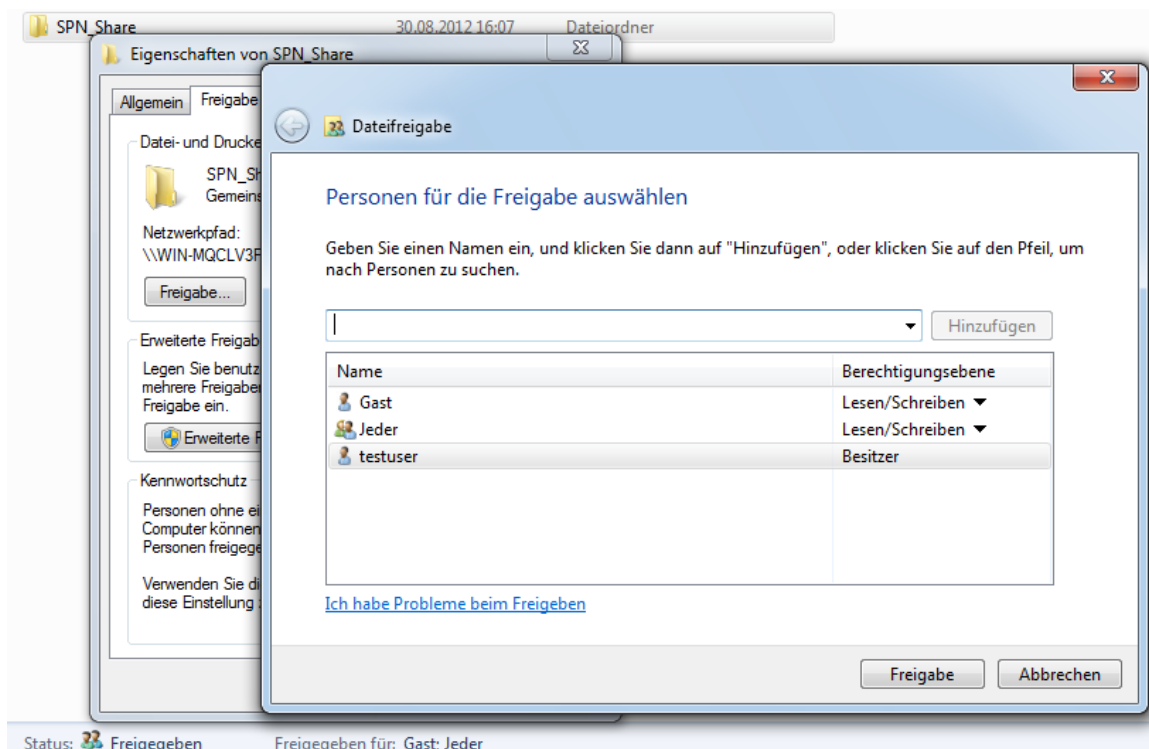 SPN_Share 30.08.2012 16:07 Dateiordner
Eigenschaften von SPN_Share
Allgemein Freigabe
Datei- und Drucke
SPN_Sh
Gemeins
Netzwerkpfad:
\\WIN-MQCLV3F
Freigabe...
Erweiterte Freigab
Legen Sie benutz
mehrere Freigaben
Freigabe ein.
Erweiterte F
Kennwortschutz
Personen ohne ei
Computer können
Personen freigege
Verwenden Sie di
diese Einstellung
Dateifreigabe
Personen für die Freigabe auswählen
Geben Sie einen Namen ein, und klicken Sie dann auf "Hinzufügen", oder klicken Sie auf den Pfeil, um
nach Personen zu suchen.
Hinzufügen
Name Berechtigungsebene
Gast Lesen/Schreiben
Jeder Lesen/Schreiben
testuser Besitzer
Ich habe Probleme beim Freigeben
Freigabe Abbrechen
Status: Freigegeben Freigegeben für: Gast; Jeder